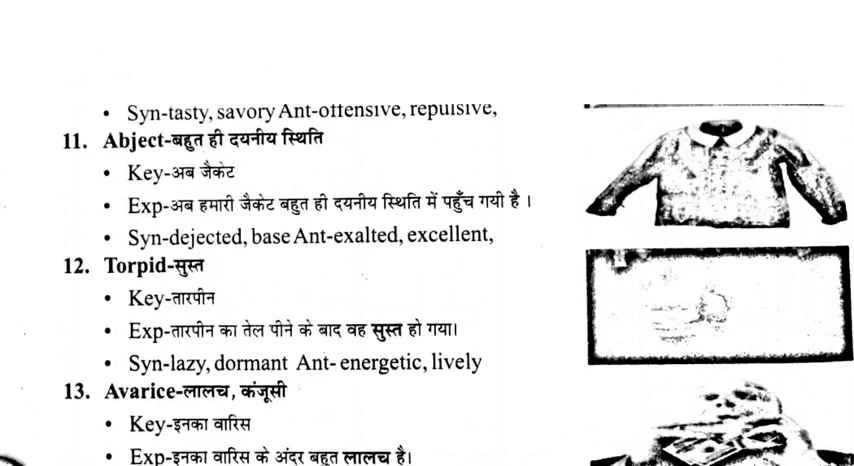 • Syn-tasty, savory Ant-offensive, repulsive,
11. Abject-बहुत ही दयनीय स्थिति
• Key-अब जैकेट
• Exp-अब हमारी जैकेट बहुत ही दयनीय स्थिति में पहुँच गयी है ।
• Syn-dejected, base Ant-exalted, excellent,
12. Torpid-सुस्त
• Key-तारपीन
• Exp-तारपीन का तेल पीने के बाद वह सुस्त हो गया।
• Syn-lazy, dormant Ant- energetic, lively
13. Avarice-लालच, कंजूसी
• Key-इनका वारिस
• Exp-इनका वारिस के अंदर बहुत लालच है।